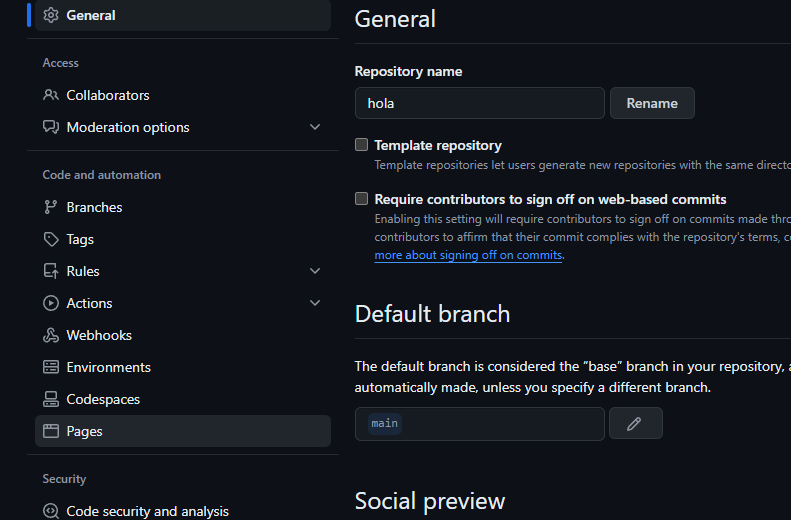 General
Access
Collaborators
Moderation options
Code and automation
Branches
Tags
Rules
Actions
Webhooks
Environments
Codespaces
Pages
Security
Code security and analysis
General
Repository name
hola
Rename
Template repository
Template repositories let users generate new repositories with the same
Require contributors to sign off on web-based commits
Enabling this setting will require contributors to sign off on commits made
contributors to affirm that their commit complies with the repository's terms,
more about signing off on commits.
Default branch
The default branch is considered the “base” branch in your repository,
automatically made, unless you specify a different branch.
main
Social preview